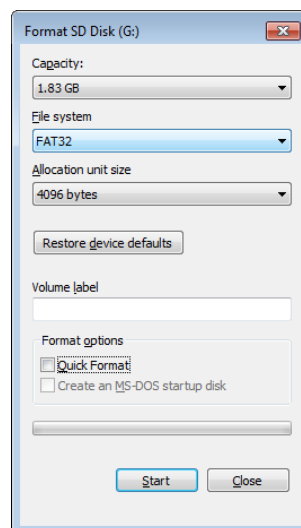 Format SD Disk (G:)
Capacity:
1.83 GB
File system
FAT32
Allocation unit size
4096 bytes
Restore device defaults
Volume label
Format options
Quick Format
Create an MS-DOS startup disk
Start
Close